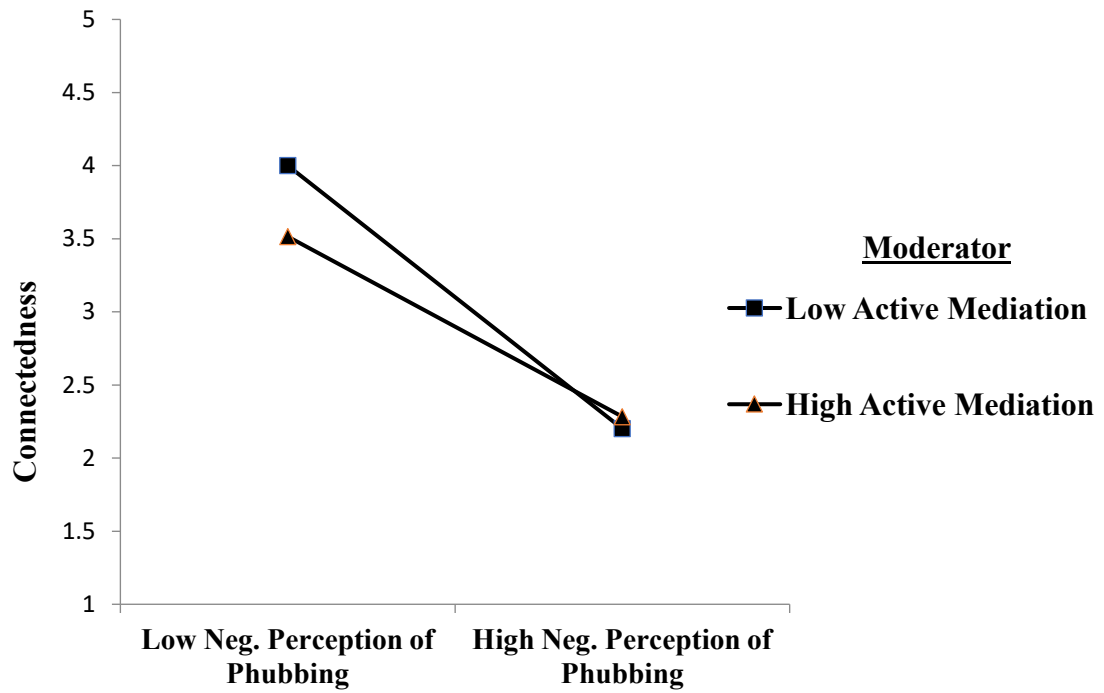 5
4.5
4
3.5
3
2.5
2
1.5
1
Connectedness
Low Neg. Perception of
Phubbing
High Neg. Perception of
Phubbing
Moderator
Low Active Mediation
High Active Mediation